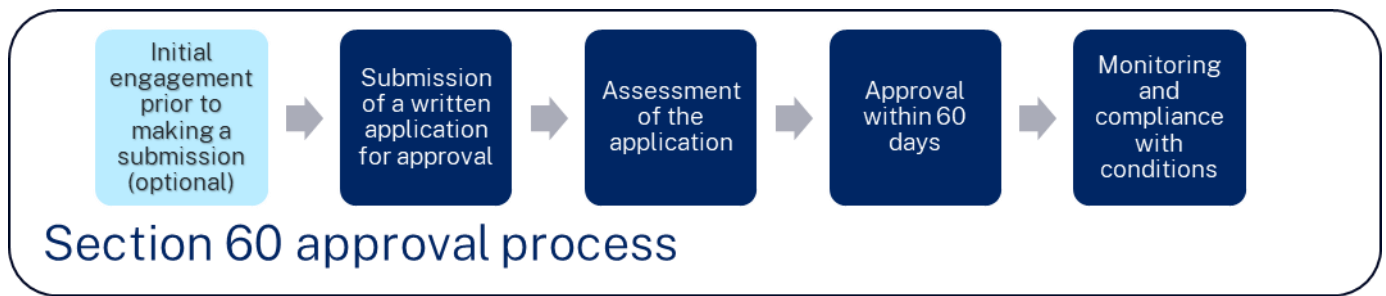 Initial
engagement
prior to
making a
submission
(optional)
Submission
of a written
application
for approval
Assessment
of the
application
Approval
within 60
days
Monitoring
and
compliance
with
conditions
Section 60 approval process